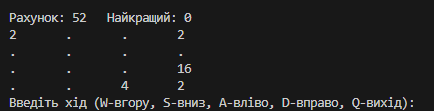 Рахунок: 52   Найкращий: 0
2 . . 2
. . . .
. . . 16
. . 4 2
Введіть хід (W-вгору, S-вниз, A-вліво, D-вправо, Q-вихід):